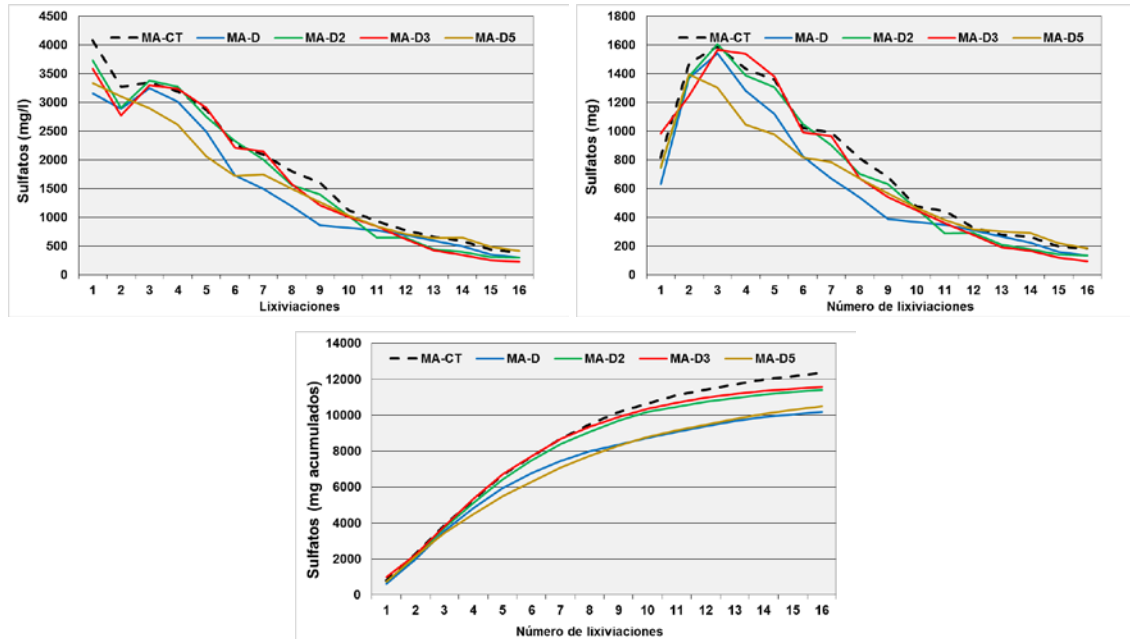 Sulfatos (mg/l)
4500
4000
3500
3000
2500
2000
1500
1000
500
0
MA-CT MA-D MA-D2 MA-D3 MA-D5
1 2 3 4 5 6 7 8 9 10 11 12 13 14 15 16
Lixiviaciones
Sulfatos (mg)
1800
1600
1400
1200
1000
800
600
400
200
0
MA-CT MA-D MA-D2 MA-D3 MA-D5
1 2 3 4 5 6 7 8 9 10 11 12 13 14 15 16
Número de lixiviaciones
Sulfatos (mg acumulados)
14000
12000
10000
8000
6000
4000
2000
0
MA-CT MA-D MA-D2 MA-D3 MA-D5
1 2 3 4 5 6 7 8 9 10 11 12 13 14 15 16
Número de lixiviaciones